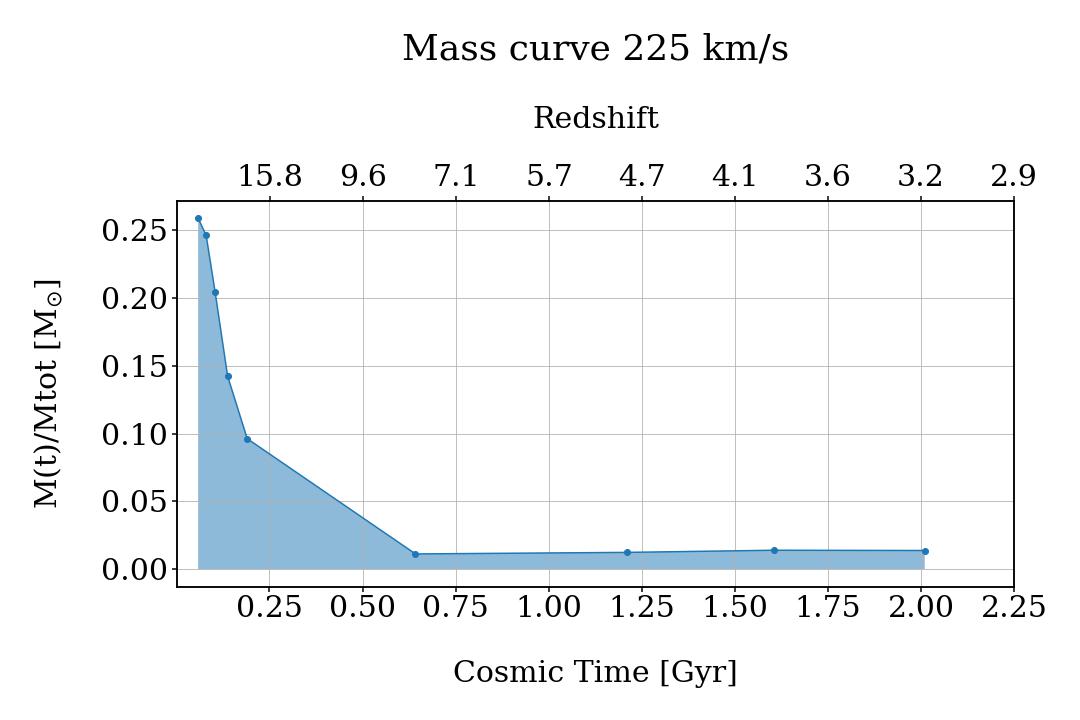 Mass curve 225 km/s
Redshift
15.8 9.6 7.1 5.7 4.7 4.1 3.6 3.2 2.9
M(t)/Mtot [M☉]
0.25
0.20
0.15
0.10
0.05
0.00
0.25 0.50 0.75 1.00 1.25 1.50 1.75 2.00 2.25
Cosmic Time [Gyr]